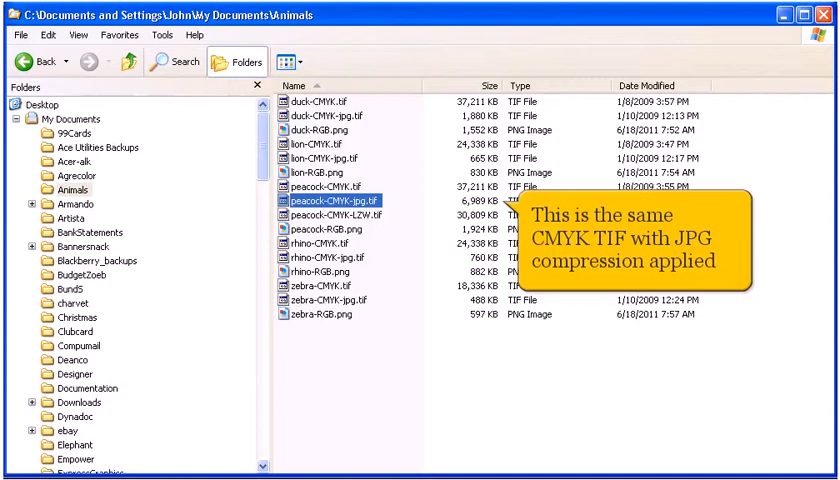 C:\Documents and Settings\John\My Documents\Animals
File Edit View Favorites Tools Help
Back Search Folders
Folders
Desktop
My Documents
99Cards
Ace Utilities Backups
Acer-alk
Agrecolor
Animals
Armando
Artista
BankStatements
Bannersnack
Blackberry_backups
BudgetZoeb
BundS
charvet
Christmas
Clubcard
Compumail
Deanco
Designer
Documentation
Downloads
Dynadoc
ebay
Elephant
Empower
ExpressGraphics
Name Size Type Date Modified
duck-CMYK.tif 37,211 KB TIF File 1/8/2009 3:57 PM
duck-CMYK-jpg.tif 1,880 KB TIF File 1/10/2009 12:13 PM
duck-RGB.png 1,552 KB PNG Image 6/18/2011 7:52 AM
lion-CMYK.tif 24,338 KB TIF File 1/8/2009 3:47 PM
lion-CMYK-jpg.tif 665 KB TIF File 1/10/2009 12:17 PM
lion-RGB.png 830 KB PNG Image 6/18/2011 7:54 AM
peacock-CMYK.tif 37,211 KB TIF File 1/8/2009 3:55 PM
peacock-CMYK-jpg.tif 6,989 KB
peacock-CMYK-LZW.tif 30,809 KB
peacock-RGB.png 1,924 KB
rhino-CMYK.tif 24,338 KB
rhino-CMYK-jpg.tif 760 KB
rhino-RGB.png 882 KB
zebra-CMYK.tif 18,336 KB
zebra-CMYK-jpg.tif 488 KB TIF File 1/10/2009 12:24 PM
zebra-RGB.png 597 KB PNG Image 6/18/2011 7:57 AM
This is the same
CMYK TIF with JPG
compression applied